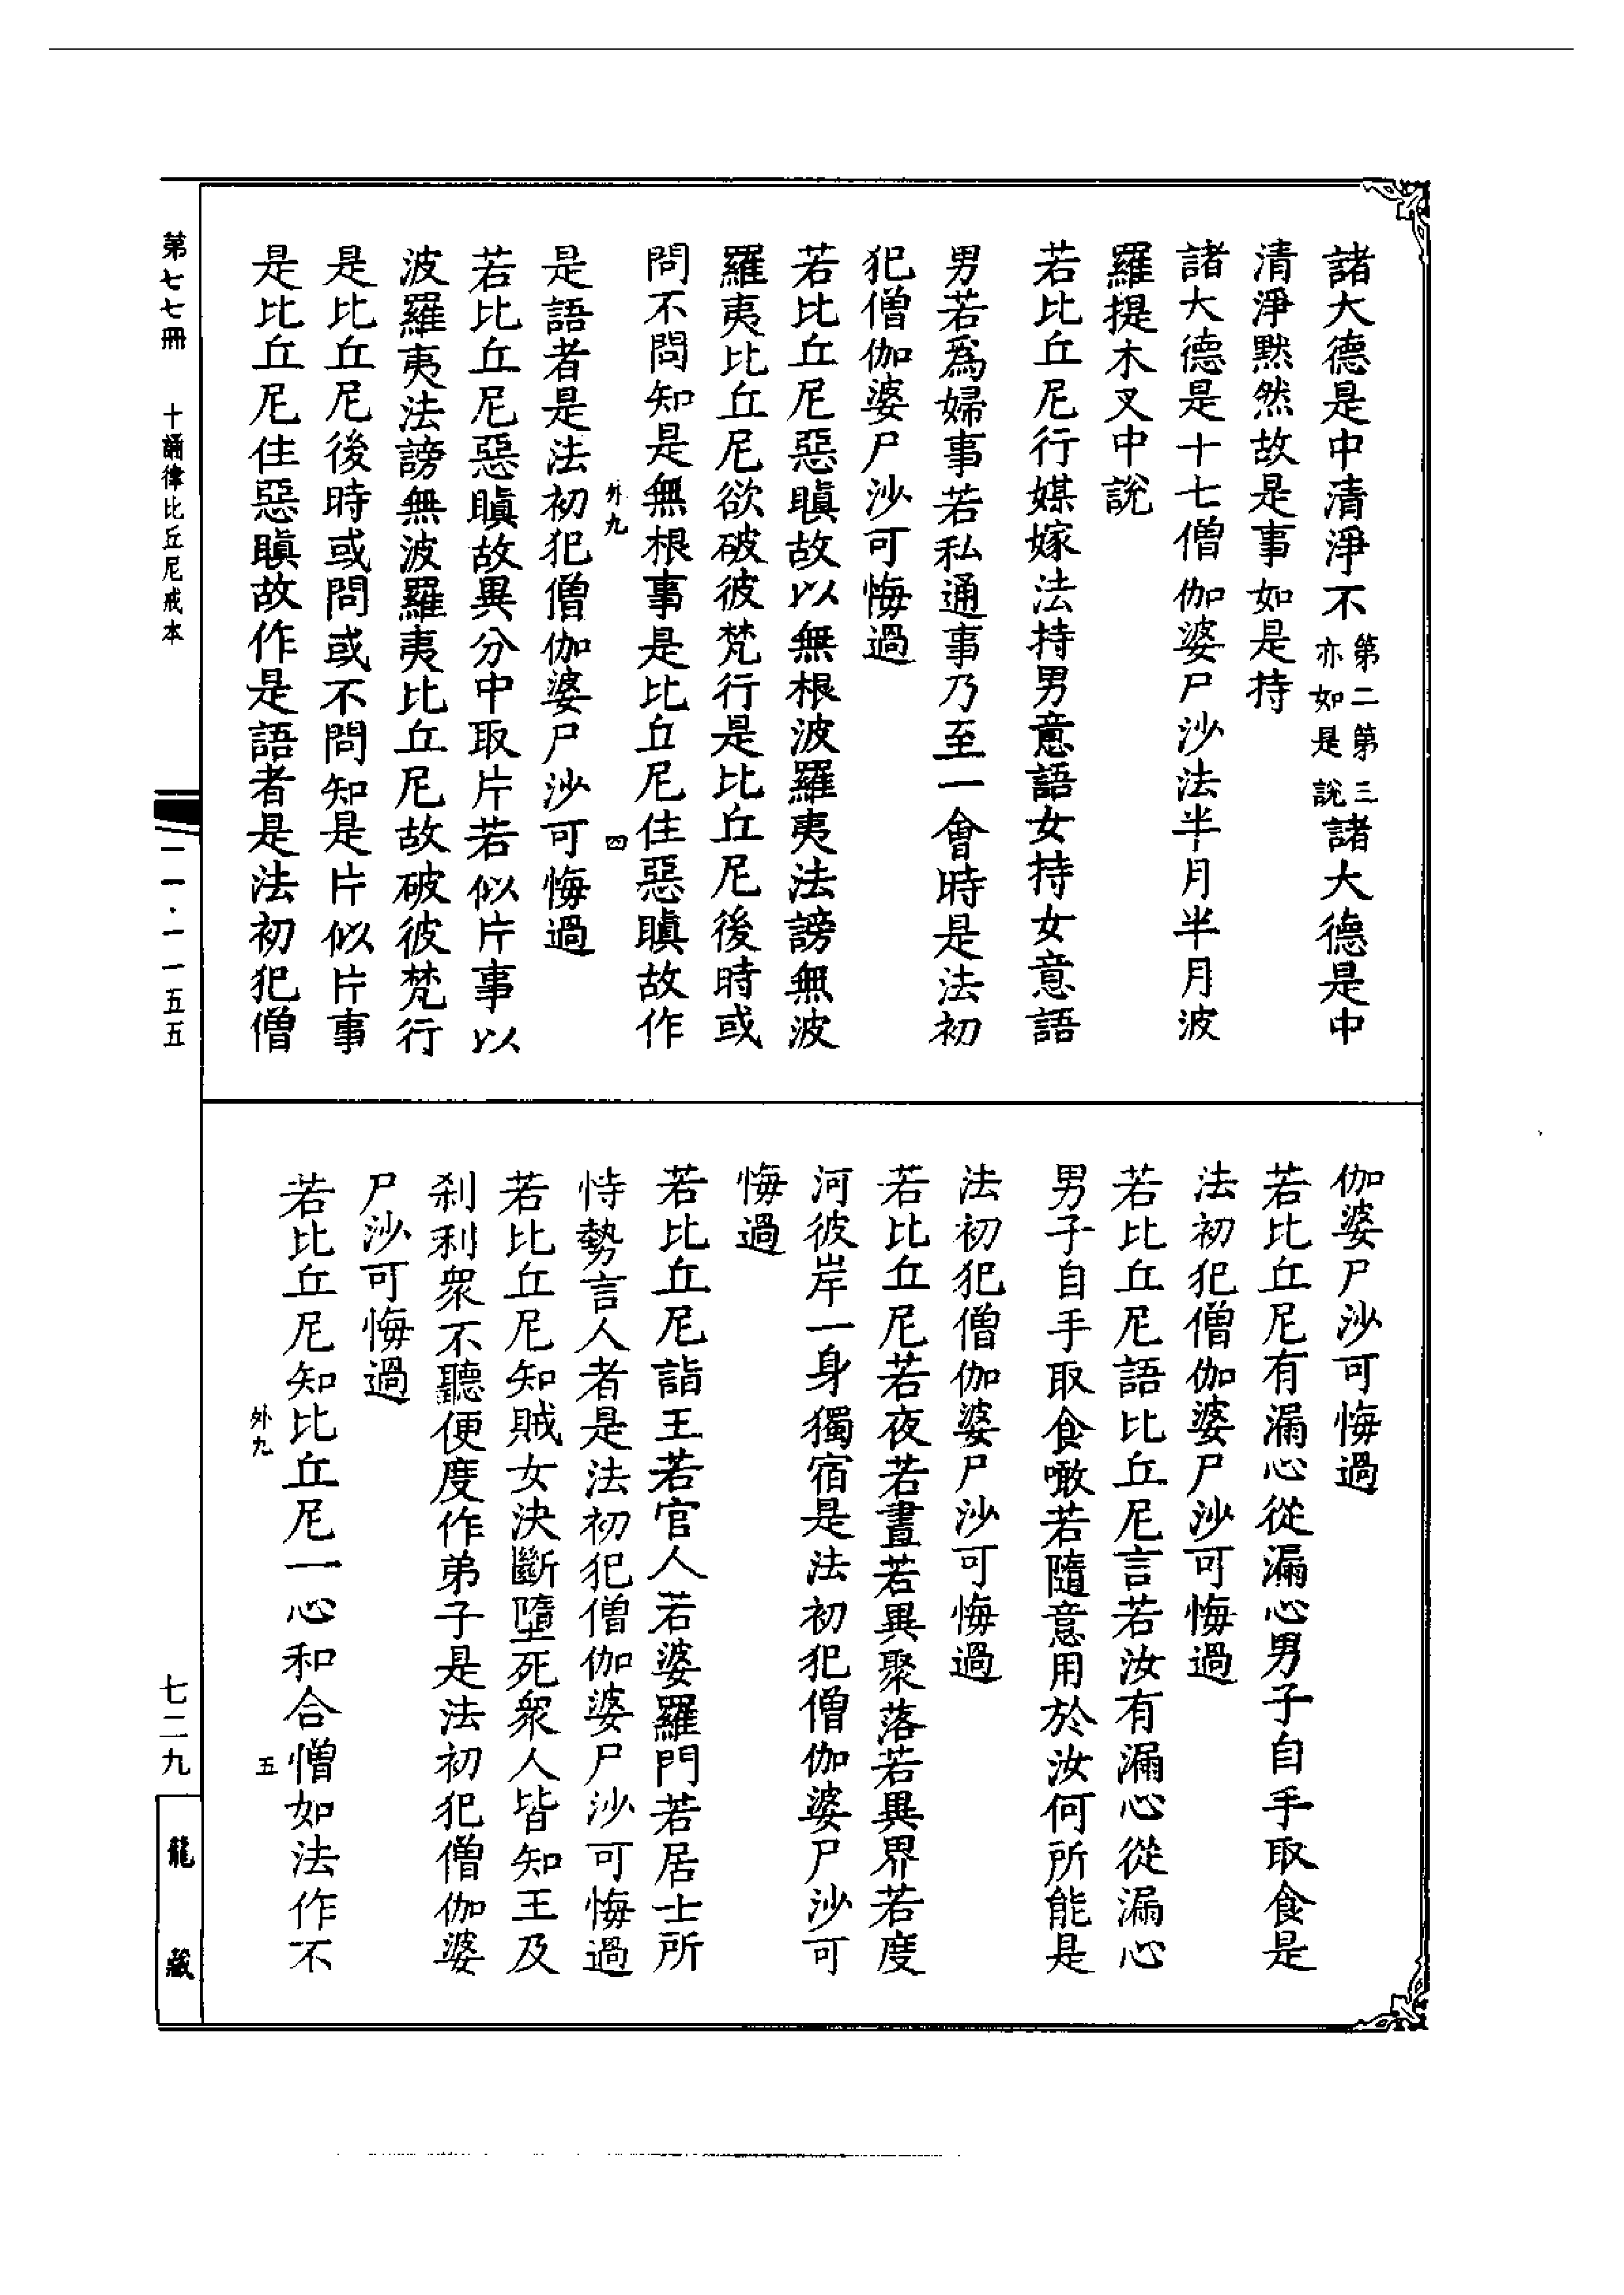 諸大德是中清淨不第二第三亦如是說諸大德是中
清淨默然故是事如是持
諸大德是十七僧伽婆尸沙法半月半月波
羅提木叉中說
若比丘尼行媒嫁法持男意語女持女意語
男若為婦事若私通事乃至一會時是法初
犯僧伽婆尸沙可悔過
若比丘尼惡瞋故以無根波羅夷法謗無波
羅夷比丘尼欲破彼梵行是比丘尼後時或
問不問知是無根事是比丘尼住惡瞋故作
外九
四
是語者是法初犯僧伽婆尸沙可悔過
若比丘尼惡瞋故異分中取片若似片事以
波羅夷法謗無波羅夷比丘尼故破彼梵行
是比丘尼後時或問或不問知是片似片事
是比丘尼住惡瞋故作是語者是法初犯僧
伽婆尸沙可悔過
若比丘尼有漏心從漏心男子自手取食是
法初犯僧伽婆尸沙可悔過
若比丘尼語比丘尼言若汝有漏心從漏心
男子自手取食噉若隨意用於汝何所能是
法初犯僧伽婆尸沙可悔過
若比丘尼若夜若晝若異聚落若異界若度
河彼岸一身獨宿是法初犯僧伽婆尸沙可
悔過
若比丘尼詣王若官人若婆羅門若居士所
恃勢言人者是法初犯僧伽婆尸沙可悔過
若比丘尼知賊女決斷墮死眾人皆知王及
刹利眾不聽便度作弟子是法初犯僧伽婆
尸沙可悔過
若比丘尼知比丘尼一心和合僧如法作不
外九
五
第七七冊 十誦律比丘尼戒本
一一·一一五五
七二九
龍藏